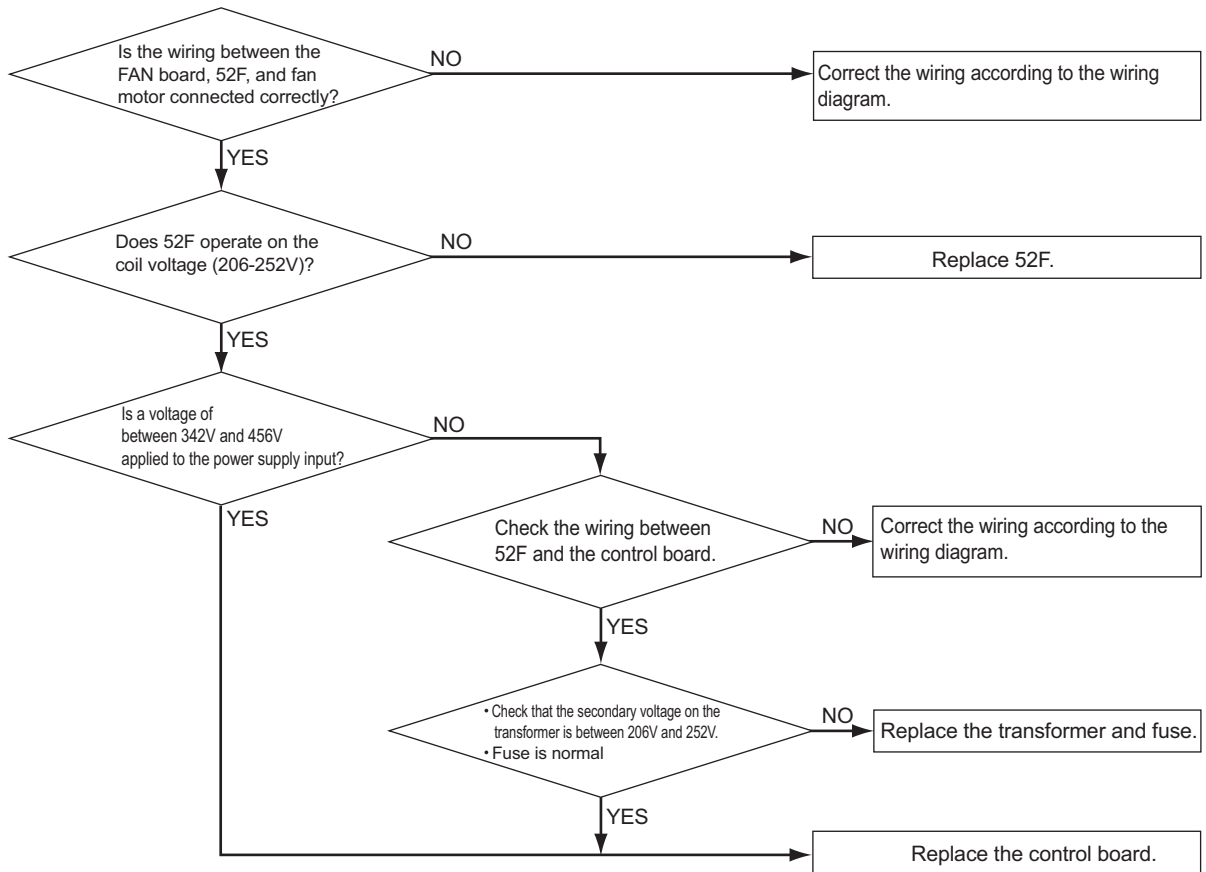 Is the wiring between the
FAN board, 52F, and fan
motor connected correctly?
NO
Correct the wiring according to the wiring
diagram.
YES
Does 52F operate on the
coil voltage (206-252V)?
NO
Replace 52F.
YES
Is a voltage of
between 342V and 456V
applied to the power supply input?
NO
YES
Check the wiring between
52F and the control board.
NO
Correct the wiring according to the
wiring diagram.
YES
• Check that the secondary voltage on the
transformer is between 206V and 252V.
• Fuse is normal
NO
Replace the transformer and fuse.
YES
Replace the control board.